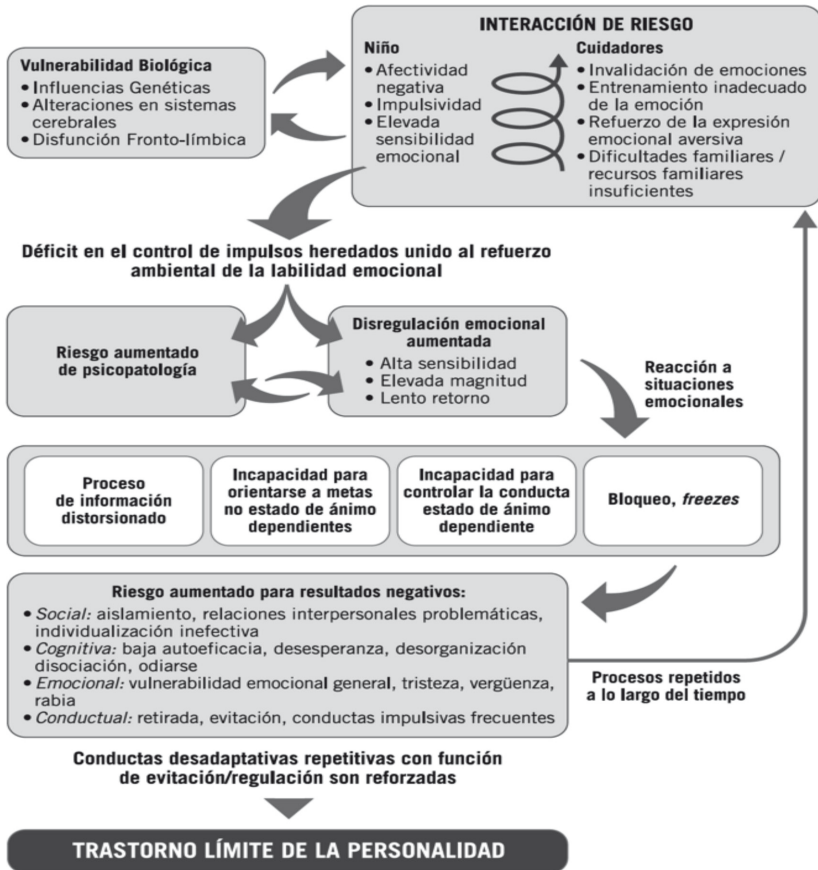 INTERACCIÓN DE RIESGO
Vulnerabilidad Biológica
• Influencias Genéticas
• Alteraciones en sistemas
cerebrales
• Disfunción Fronto-límbica
Niño
• Afectividad
negativa
• Impulsividad
• Elevada
sensibilidad
emocional
Cuidadores
• Invalidación de emociones
• Entrenamiento inadecuado
de la emoción
• Refuerzo de la expresión
emocional aversiva
• Dificultades familiares /
recursos familiares
insuficientes
Déficit en el control de impulsos heredados unido al refuerzo
ambiental de la labilidad emocional
Riesgo aumentado
de psicopatología
Disregulación emocional
aumentada
• Alta sensibilidad
• Elevada magnitud
• Lento retorno
Reacción a
situaciones
emocionales
Proceso
de información
distorsionado
Incapacidad para
orientarse a metas
no estado de ánimo
dependientes
Incapacidad para
controlar la conducta
estado de ánimo
dependiente
Bloqueo, freezes
Riesgo aumentado para resultados negativos:
• Social: aislamiento, relaciones interpersonales problemáticas,
individualización inefectiva
• Cognitiva: baja autoeficacia, desesperanza, desorganización
disociación, odiarse
• Emocional: vulnerabilidad emocional general, tristeza, vergüenza,
rabia
• Conductual: retirada, evitación, conductas impulsivas frecuentes
Procesos repetidos
a lo largo del tiempo
Conductas desadaptativas repetitivas con función
de evitación/regulación son reforzadas
TRASTORNO LÍMITE DE LA PERSONALIDAD